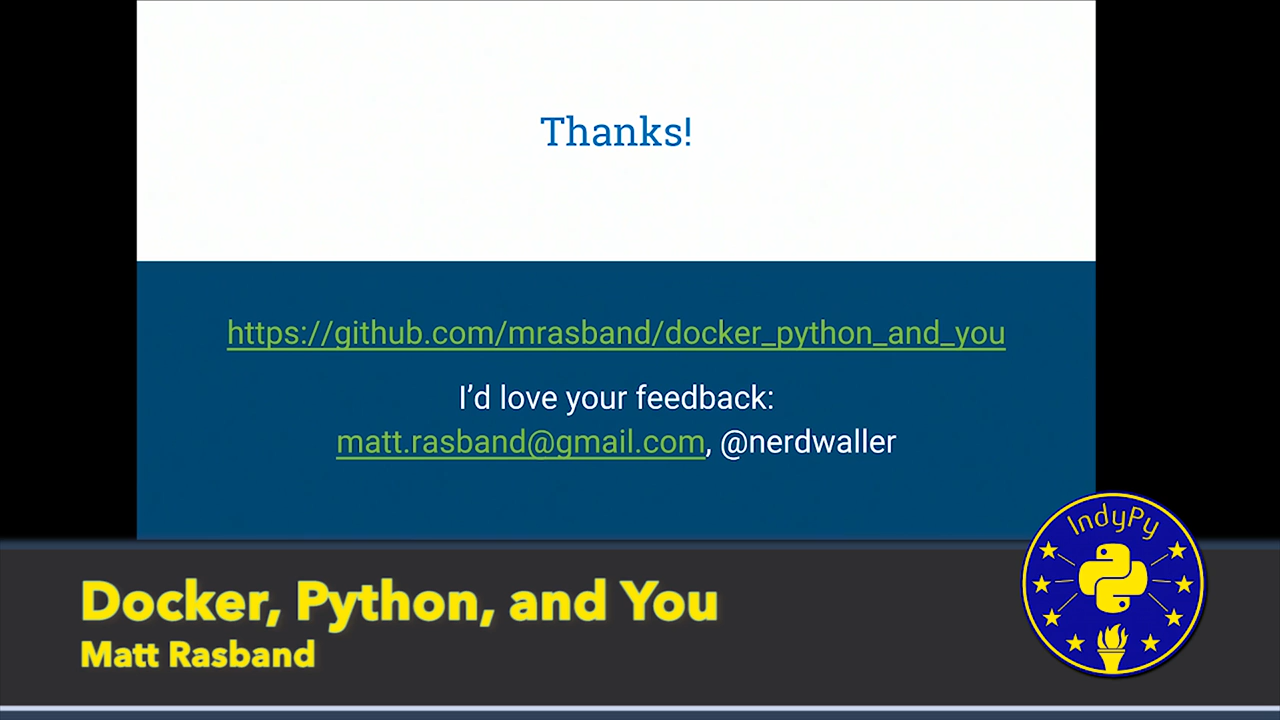 Thanks!
https://github.com/mrasband/docker_python_and_you
I’d love your feedback:
matt.rasband@gmail.com, @nerdwaller
IndyPy
Docker, Python, and You
Matt Rasband